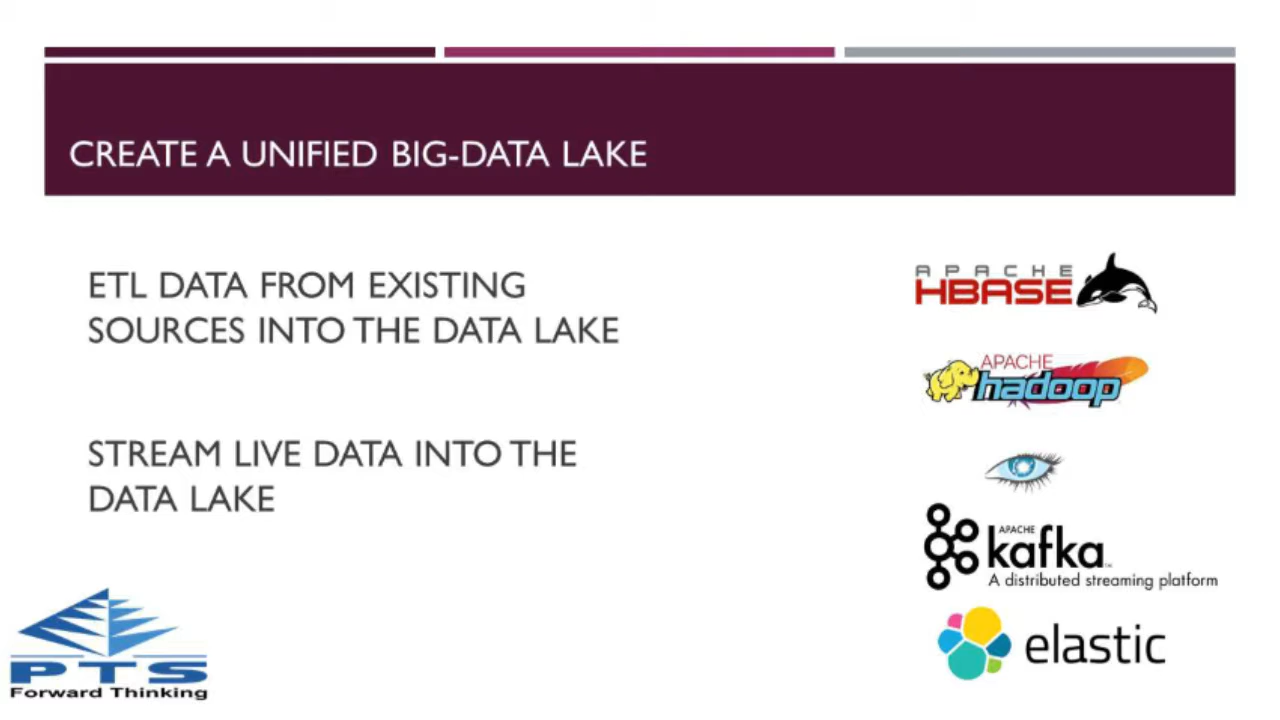 CREATE A UNIFIED BIG-DATA LAKE
ETL DATA FROM EXISTING
SOURCES INTO THE DATA LAKE
STREAM LIVE DATA INTO THE
DATA LAKE
APACHE
HBASE
APACHE
hadoop
APACHE
kafka
A distributed streaming platform
elastic
PTS
Forward Thinking